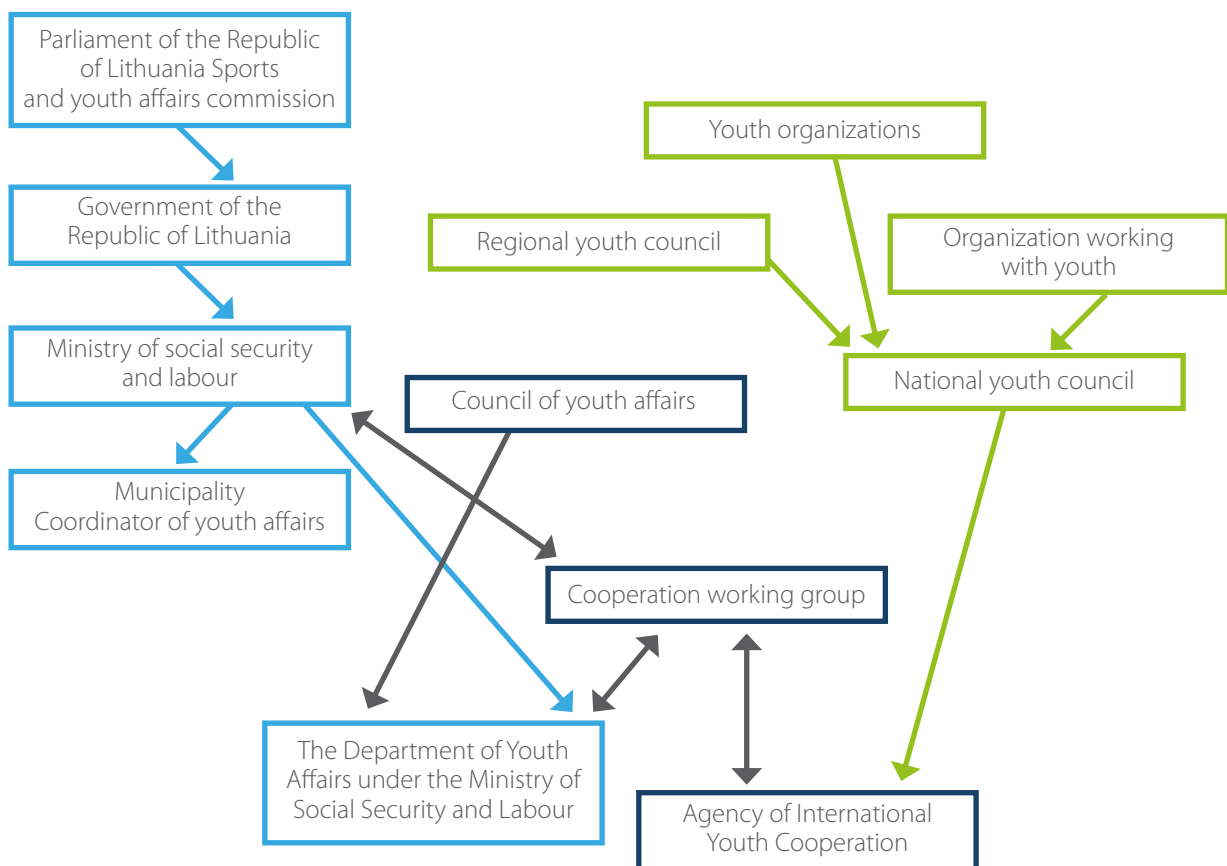 Parliament of the Republic
of Lithuania Sports
and youth affairs commission
Youth organizations
Government of the
Republic of Lithuania
Regional youth council
Organization working
with youth
Ministry of social security
and labour
Council of youth affairs
National youth council
Municipality
Coordinator of youth affairs
Cooperation working group
The Department of Youth
Affairs under the Ministry of
Social Security and Labour
Agency of International
Youth Cooperation